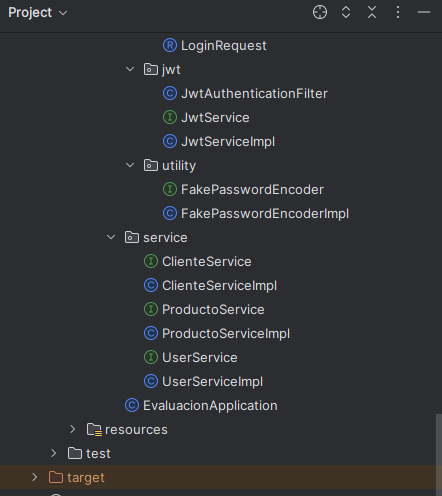 Project
R LoginRequest
jwt
C JwtAuthenticationFilter
I JwtService
C JwtServiceImpl
utility
I FakePasswordEncoder
C FakePasswordEncoderImpl
service
I ClienteService
C ClienteServiceImpl
I ProductoService
C ProductoServiceImpl
I UserService
C UserServiceImpl
C EvaluacionApplication
resources
test
target